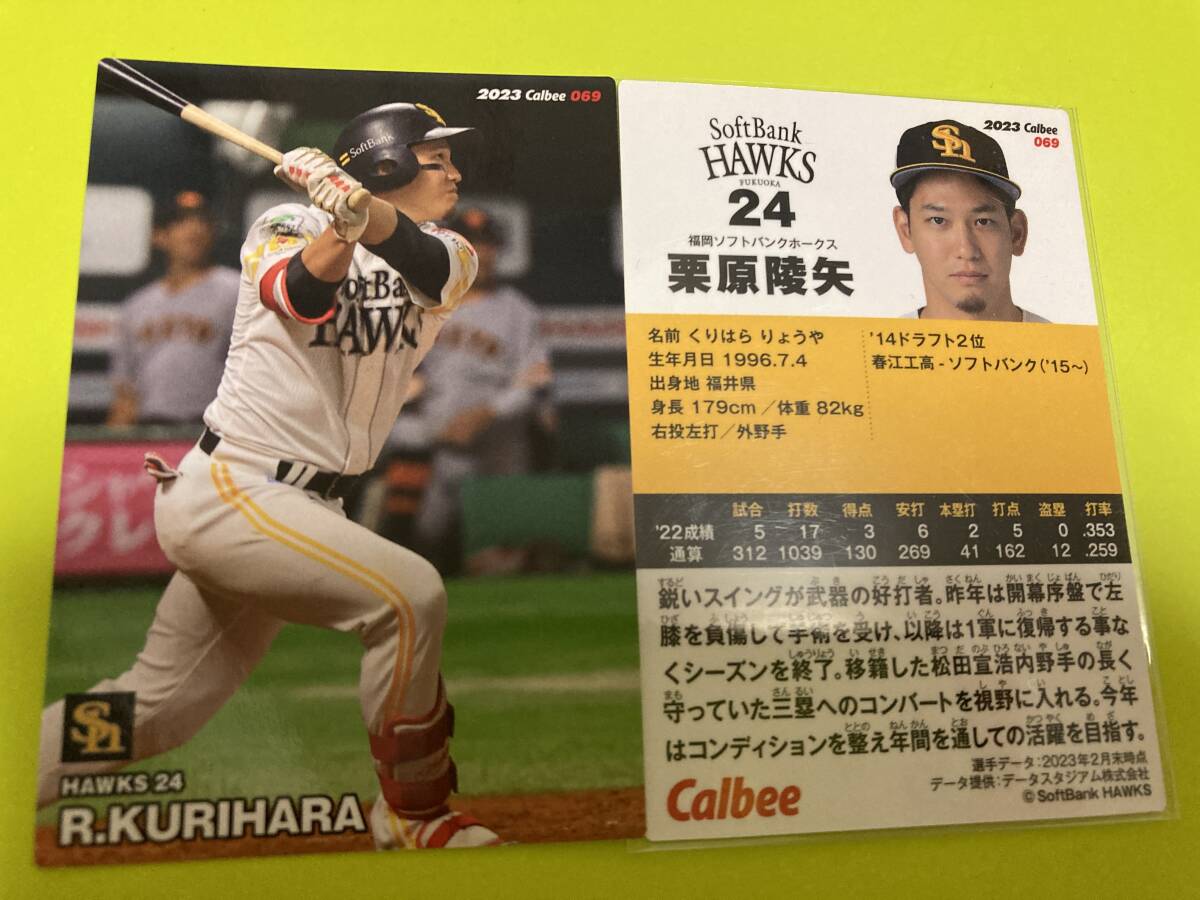 2023 Calbee 069
SoftBank
SoftBank
HAWKS
HAWKS 24
R.KURIHARA
2023 Calbee
069
SoftBank
HAWKS
FUKUOKA
24
福岡ソフトバンクホークス
栗原陵矢
名前 くりはら りょうや
生年月日 1996.7.4
出身地 福井県
身長 179cm／体重 82kg
右投左打／外野手
'14ドラフト2位
春江工高-ソフトバンク('15~)
試合 打数 得点 安打 本塁打 打点 盗塁 打率
'22成績 5 17 3 6 2 5 0 .353
通算 312 1039 130 269 41 162 12 .259
鋭いスイングが武器の好打者。昨年は開幕序盤で左
膝を負傷して手術を受け、以降は1軍に復帰する事な
くシーズンを終了。移籍した松田宣浩内野手の長く
守っていた三塁へのコンバートを視野に入れる。今年
はコンディションを整え年間を通しての活躍を目指す。
選手データ:2023年2月末時点
データ提供:データスタジアム株式会社
© SoftBank HAWKS
Calbee